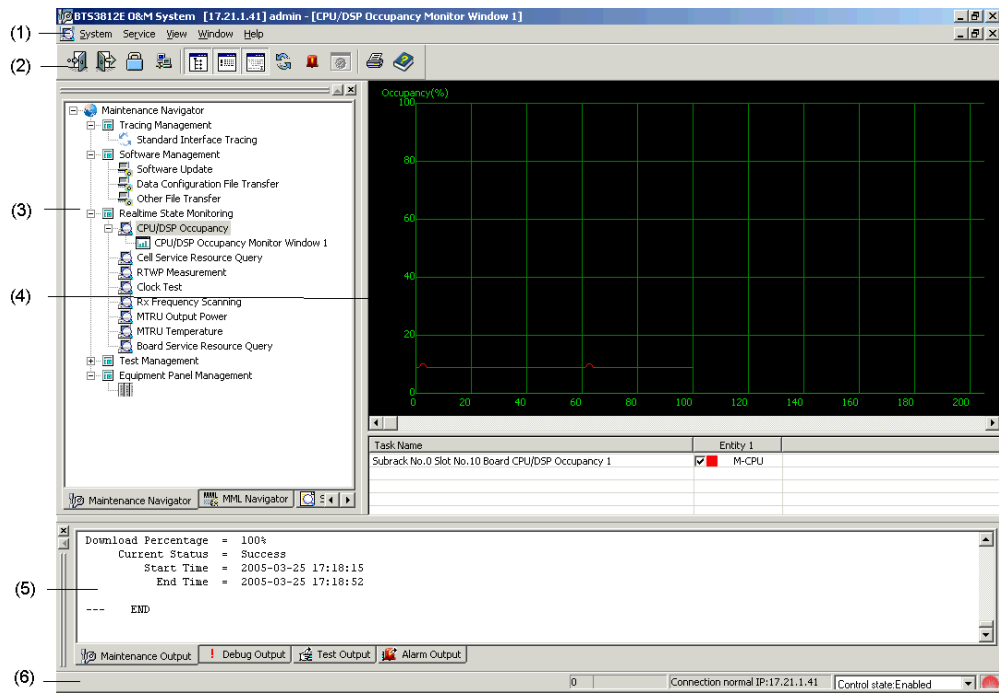 BTS3812E O&M System [17.21.1.41] admin - [CPU/DSP Occupancy Monitor Window 1]
(1)
System Service View Window Help
(2)
Maintenance Navigator
Tracing Management
Standard Interface Tracing
Software Management
Software Update
Data Configuration File Transfer
Other File Transfer
(3)
Realtime State Monitoring
CPU/DSP Occupancy
CPU/DSP Occupancy Monitor Window 1
Cell Service Resource Query
RTWP Measurement
Clock Test
(4)
Rx Frequency Scanning
MTRU Output Power
MTRU Temperature
Board Service Resource Query
Test Management
Equipment Panel Management
Maintenance Navigator MML Navigator S
Occupancy(%)
100
80
60
40
20
0
0 20 40 60 80 100 120 140 160 180 200
Task Name Entity 1
Subrack No.0 Slot No.10 Board CPU/DSP Occupancy 1 M-CPU
Download Percentage = 100%
Current Status = Success
Start Time = 2005-03-25 17:18:15
End Time = 2005-03-25 17:18:52
(5)
--- END
Maintenance Output Debug Output Test Output Alarm Output
(6)
0 Connection normal IP:17.21.1.41 Control state:Enabled